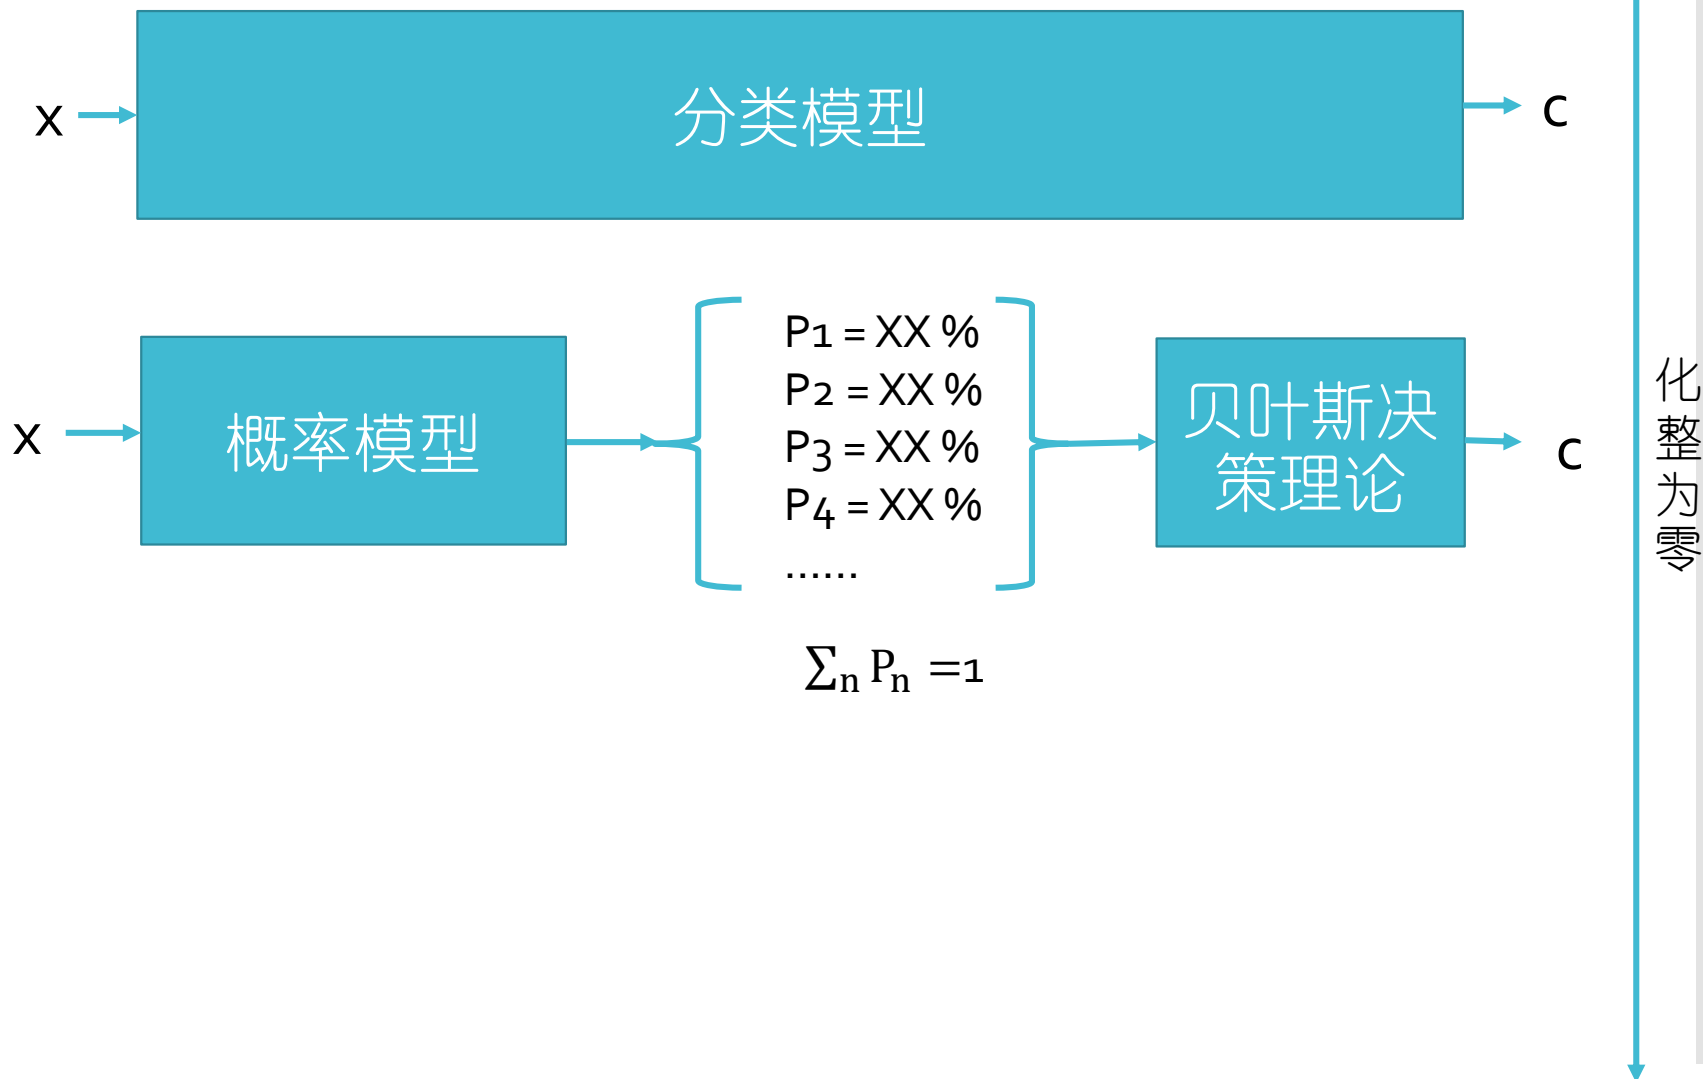 x
分类模型
c
x
概率模型
P1 = XX %
P2 = XX %
P3 = XX %
P4 = XX %
......
∑n Pn =1
贝叶斯决
策理论
c
化整为零